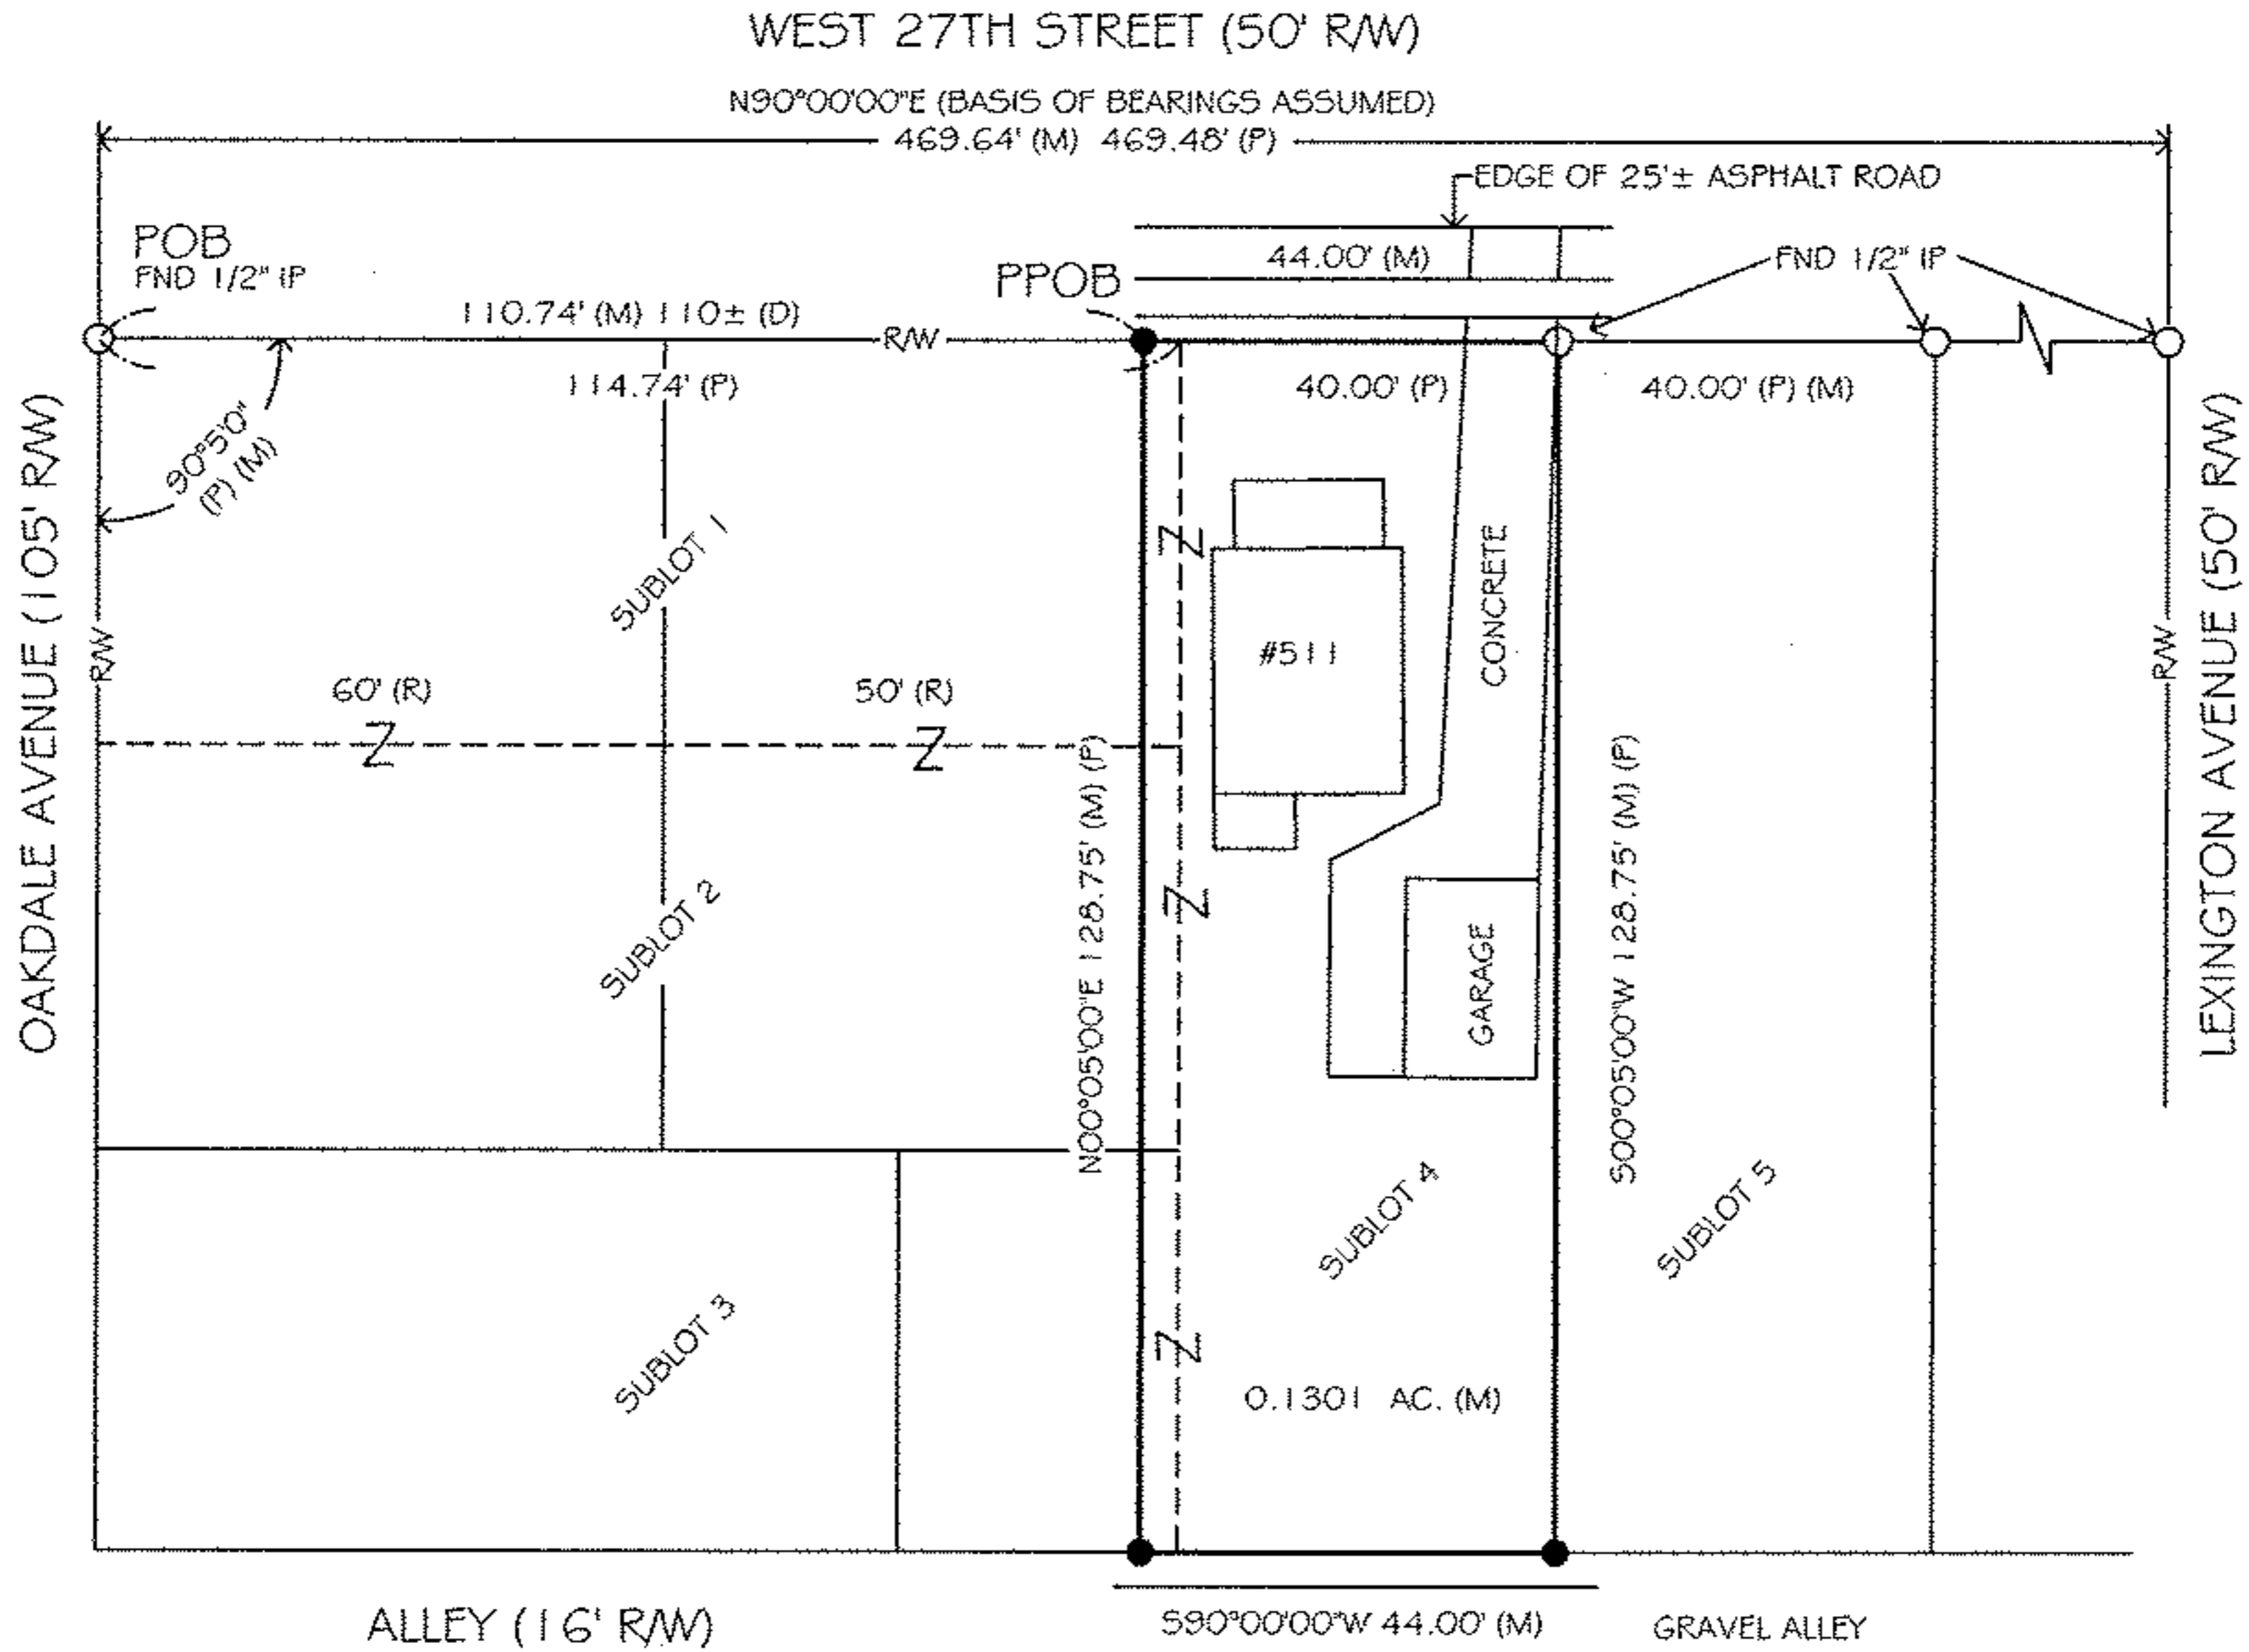 WEST 27TH STREET (50' R/W)
N90°00'00"E (BASIS OF BEARINGS ASSUMED)
469.64' (M) 469.48' (P)
EDGE OF 25'± ASPHALT ROAD
POB
FND 1/2" IP
44.00' (M)
FND 1/2" IP
PPOB
110.74' (M) 110± (D)
R/W
114.74' (P)
40.00' (P)
40.00' (P) (M)
90°5'0"
(P) (M)
OAKDALE AVENUE (105' R/W)
R/W
SUBLOT 1
Z
#511
CONCRETE
R/W
LEXINGTON AVENUE (50' R/W)
60' (R)
50' (R)
Z
Z
N00°05'00"E 128.75' (M) (P)
S00°05'00"W 128.75' (M) (P)
SUBLOT 2
Z
GARAGE
SUBLOT 3
SUBLOT 4
SUBLOT 5
Z
0.1301 AC. (M)
ALLEY (16' R/W)
S90°00'00"W 44.00' (M)
GRAVEL ALLEY